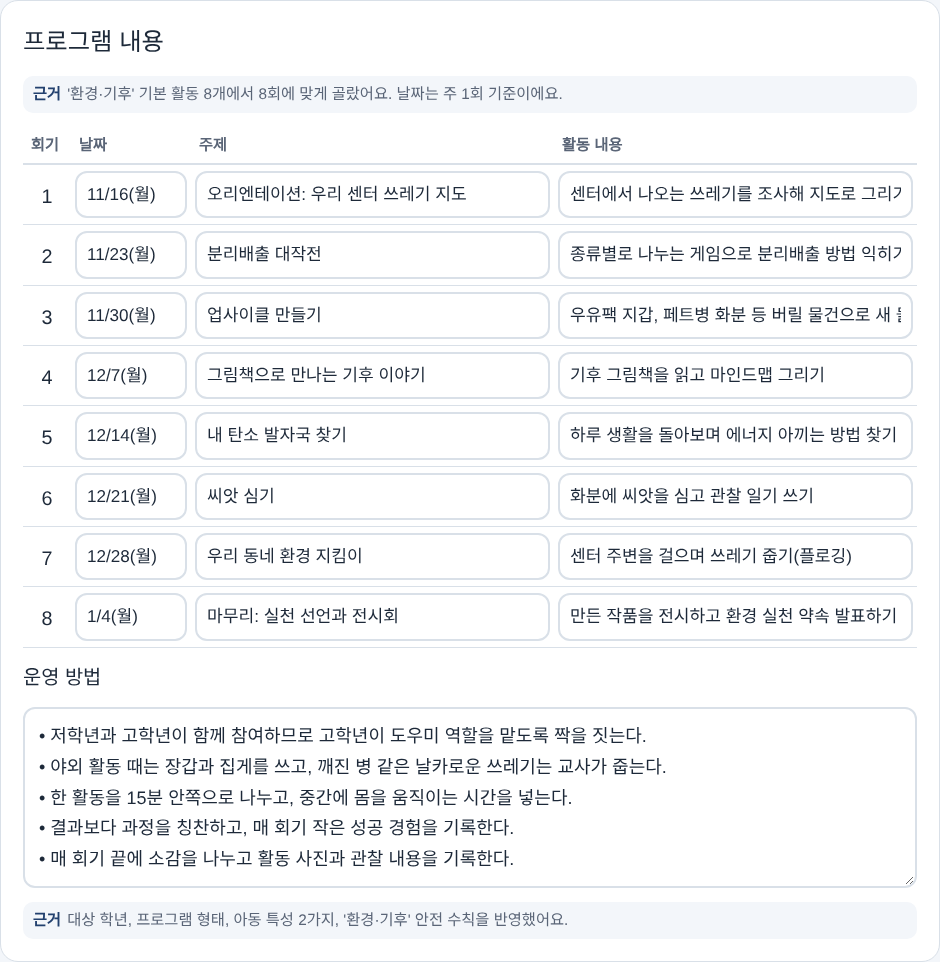 프로그램 내용
근거 '환경·기후' 기본 활동 8개에서 8회에 맞게 골랐어요. 날짜는 주 1회 기준이에요.
회기 날짜 주제 활동 내용
1 11/16(월) 오리엔테이션: 우리 센터 쓰레기 지도 센터에서 나오는 쓰레기를 조사해 지도로 그리기
2 11/23(월) 분리배출 대작전 종류별로 나누는 게임으로 분리배출 방법 익히기
3 11/30(월) 업사이클 만들기 우유팩 지갑, 페트병 화분 등 버릴 물건으로 새
4 12/7(월) 그림책으로 만나는 기후 이야기 기후 그림책을 읽고 마인드맵 그리기
5 12/14(월) 내 탄소 발자국 찾기 하루 생활을 돌아보며 에너지 아끼는 방법 찾기
6 12/21(월) 씨앗 심기 화분에 씨앗을 심고 관찰 일기 쓰기
7 12/28(월) 우리 동네 환경 지킴이 센터 주변을 걸으며 쓰레기 줍기(플로깅)
8 1/4(월) 마무리: 실천 선언과 전시회 만든 작품을 전시하고 환경 실천 약속 발표하기
운영 방법
• 저학년과 고학년이 함께 참여하므로 고학년이 도우미 역할을 맡도록 짝을 짓는다.
• 야외 활동 때는 장갑과 집게를 쓰고, 깨진 병 같은 날카로운 쓰레기는 교사가 줍는다.
• 한 활동을 15분 안쪽으로 나누고, 중간에 몸을 움직이는 시간을 넣는다.
• 결과보다 과정을 칭찬하고, 매 회기 작은 성공 경험을 기록한다.
• 매 회기 끝에 소감을 나누고 활동 사진과 관찰 내용을 기록한다.
근거 대상 학년, 프로그램 형태, 아동 특성 2가지, '환경·기후' 안전 수칙을 반영했어요.